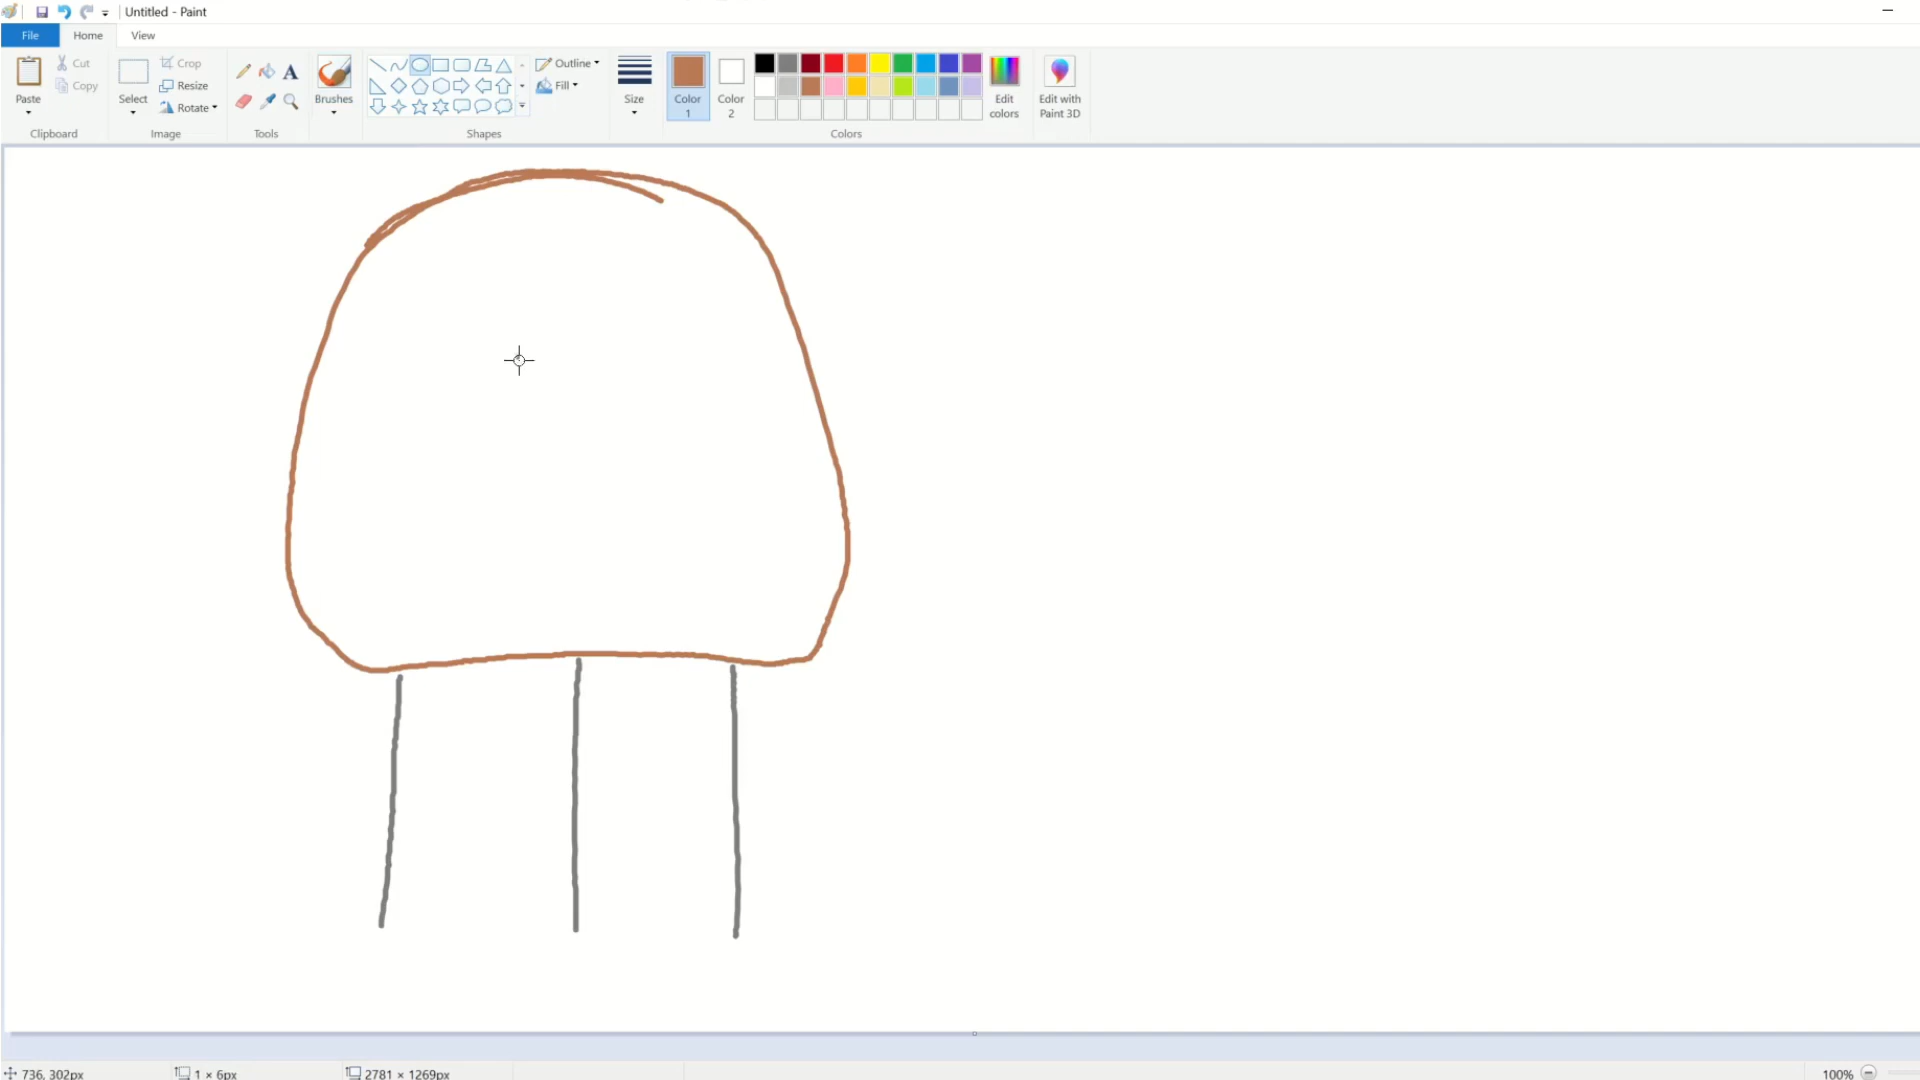 Untitled - Paint
File Home View
Paste
Cut
Copy
Clipboard
Select
Crop
Resize
Rotate
Image
A
Tools
Brushes
Shapes
Outline
Fill
Size
Color 1
Color 2
Colors
Edit colors
Edit with Paint 3D
736, 302px 1 × 6px 2781 × 1269px 100%